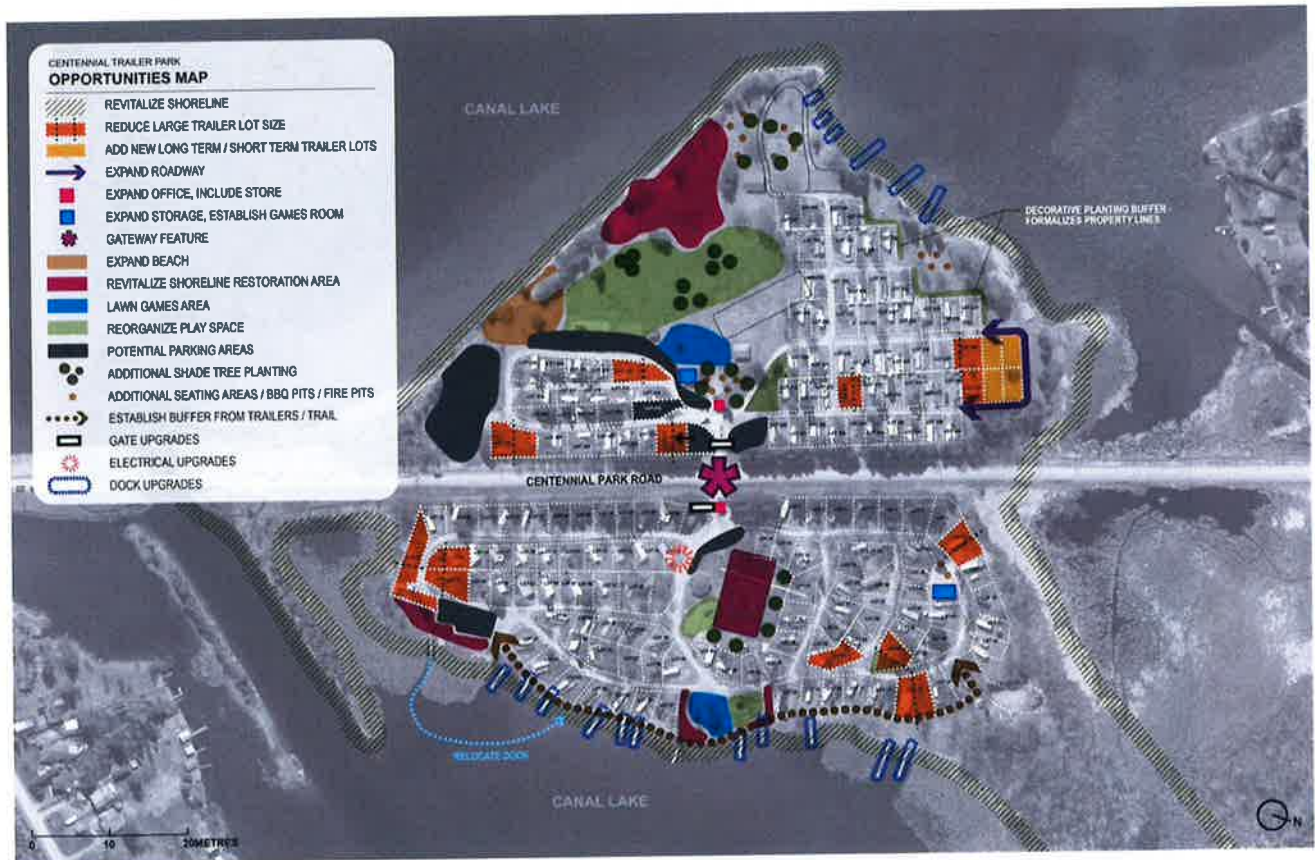 CENTENNIAL TRAILER PARK
OPPORTUNITIES MAP
REVITALIZE SHORELINE
REDUCE LARGE TRAILER LOT SIZE
ADD NEW LONG TERM / SHORT TERM TRAILER LOTS
EXPAND ROADWAY
EXPAND OFFICE, INCLUDE STORE
EXPAND STORAGE, ESTABLISH GAMES ROOM
GATEWAY FEATURE
EXPAND BEACH
REVITALIZE SHORELINE RESTORATION AREA
LAWN GAMES AREA
REORGANIZE PLAY SPACE
POTENTIAL PARKING AREAS
ADDITIONAL SHADE TREE PLANTING
ADDITIONAL SEATING AREAS / BBQ PITS / FIRE PITS
ESTABLISH BUFFER FROM TRAILERS / TRAIL
GATE UPGRADES
ELECTRICAL UPGRADES
DOCK UPGRADES
CANAL LAKE
DECORATIVE PLANTING BUFFER -
FORMALIZES PROPERTY LINES
CENTENNIAL PARK ROAD
RELOCATE DOCK
CANAL LAKE
0 10 20METRES
N